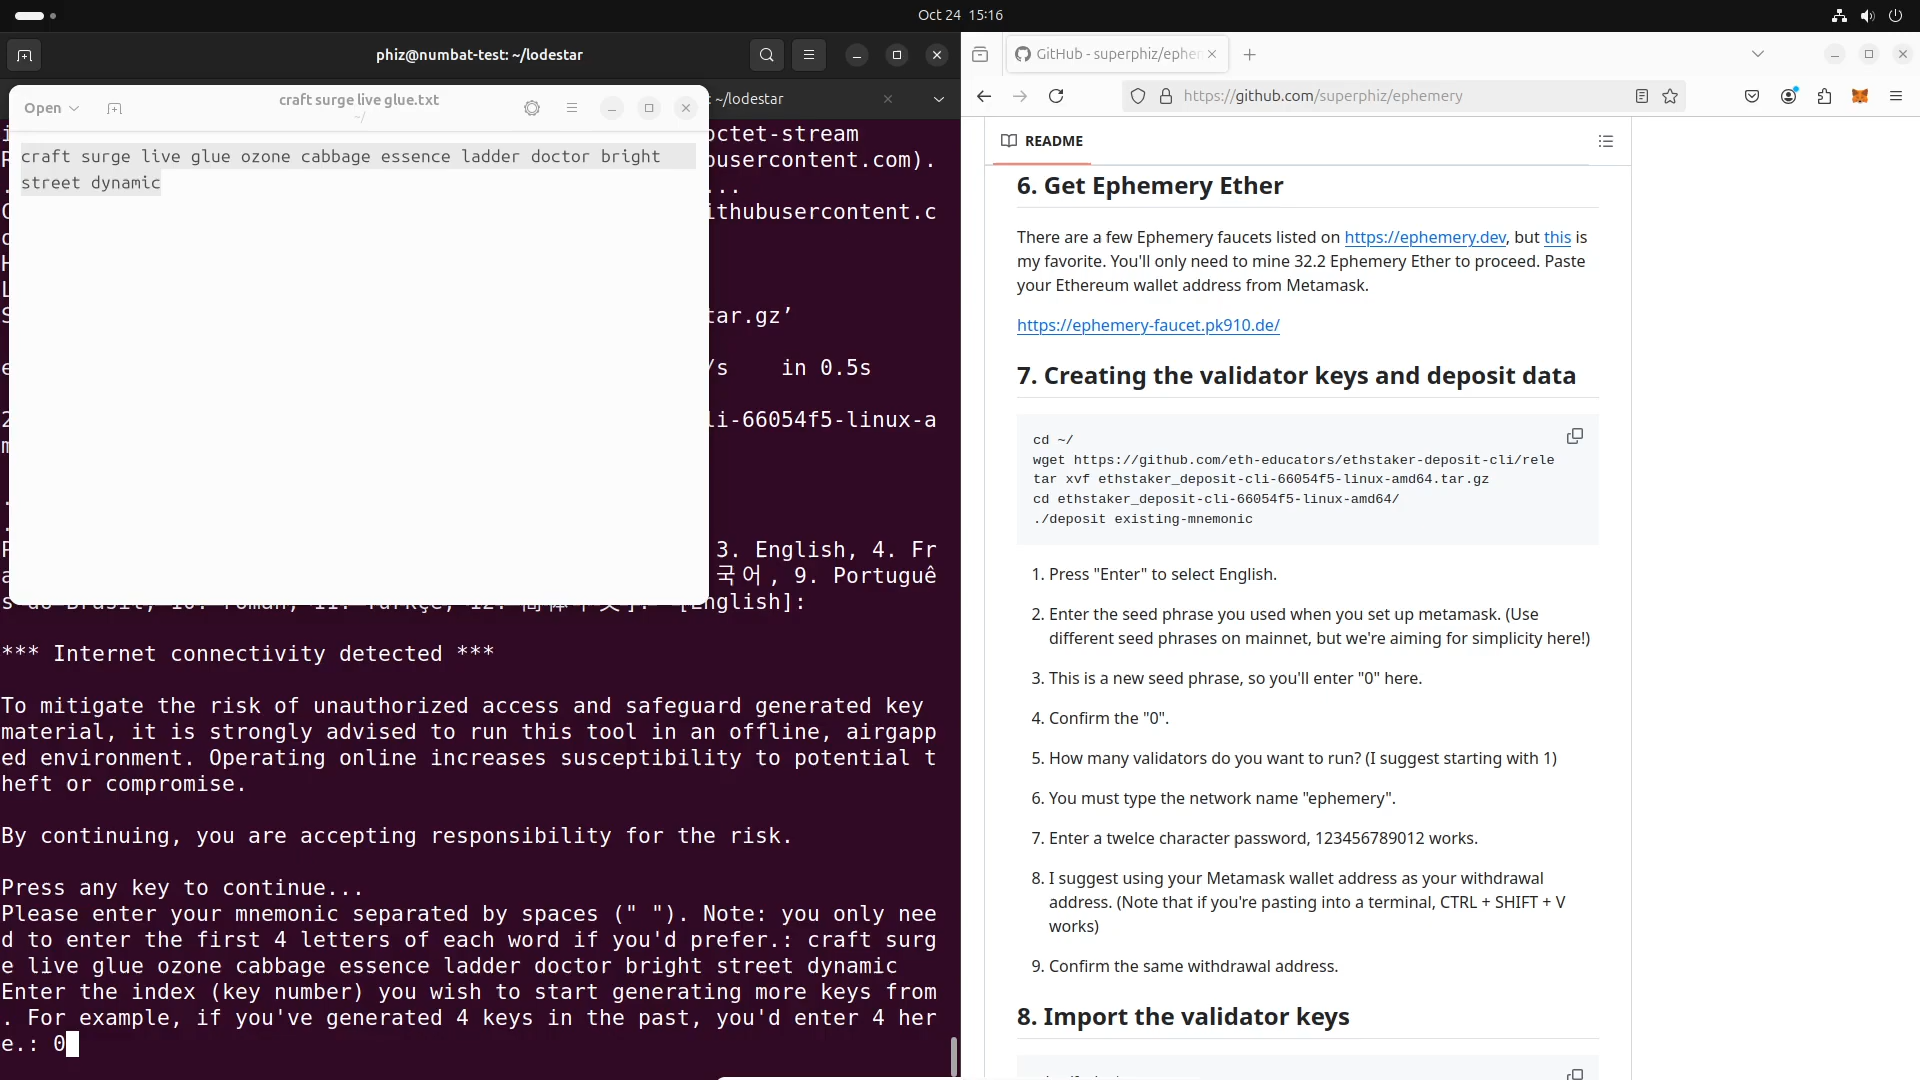 Oct 24 15:16
phiz@numbat-test: ~/lodestar
~/lodestar
Open
craft surge live glue.txt
~/
craft surge live glue ozone cabbage essence ladder doctor bright
street dynamic
octet-stream
usercontent.com).
...
ithubusercontent.c
tar.gz’
/s in 0.5s
li-66054f5-linux-a
3. English, 4. Fr
국어, 9. Portuguê
[English]:
*** Internet connectivity detected ***
To mitigate the risk of unauthorized access and safeguard generated key
material, it is strongly advised to run this tool in an offline, airgapp
ed environment. Operating online increases susceptibility to potential t
heft or compromise.
By continuing, you are accepting responsibility for the risk.
Press any key to continue...
Please enter your mnemonic separated by spaces (" "). Note: you only nee
d to enter the first 4 letters of each word if you'd prefer.: craft surg
e live glue ozone cabbage essence ladder doctor bright street dynamic
Enter the index (key number) you wish to start generating more keys from
. For example, if you've generated 4 keys in the past, you'd enter 4 her
e.: 0
GitHub - superphiz/epher
https://github.com/superphiz/ephemery
README
6. Get Ephemery Ether
There are a few Ephemery faucets listed on https://ephemery.dev, but this is
my favorite. You'll only need to mine 32.2 Ephemery Ether to proceed. Paste
your Ethereum wallet address from Metamask.
https://ephemery-faucet.pk910.de/
7. Creating the validator keys and deposit data
cd ~/
wget https://github.com/eth-educators/ethstaker-deposit-cli/rele
tar xvf ethstaker_deposit-cli-66054f5-linux-amd64.tar.gz
cd ethstaker_deposit-cli-66054f5-linux-amd64/
./deposit existing-mnemonic
1. Press "Enter" to select English.
2. Enter the seed phrase you used when you set up metamask. (Use
different seed phrases on mainnet, but we're aiming for simplicity here!)
3. This is a new seed phrase, so you'll enter "0" here.
4. Confirm the "0".
5. How many validators do you want to run? (I suggest starting with 1)
6. You must type the network name "ephemery".
7. Enter a twelce character password, 123456789012 works.
8. I suggest using your Metamask wallet address as your withdrawal
address. (Note that if you're pasting into a terminal, CTRL + SHIFT + V
works)
9. Confirm the same withdrawal address.
8. Import the validator keys